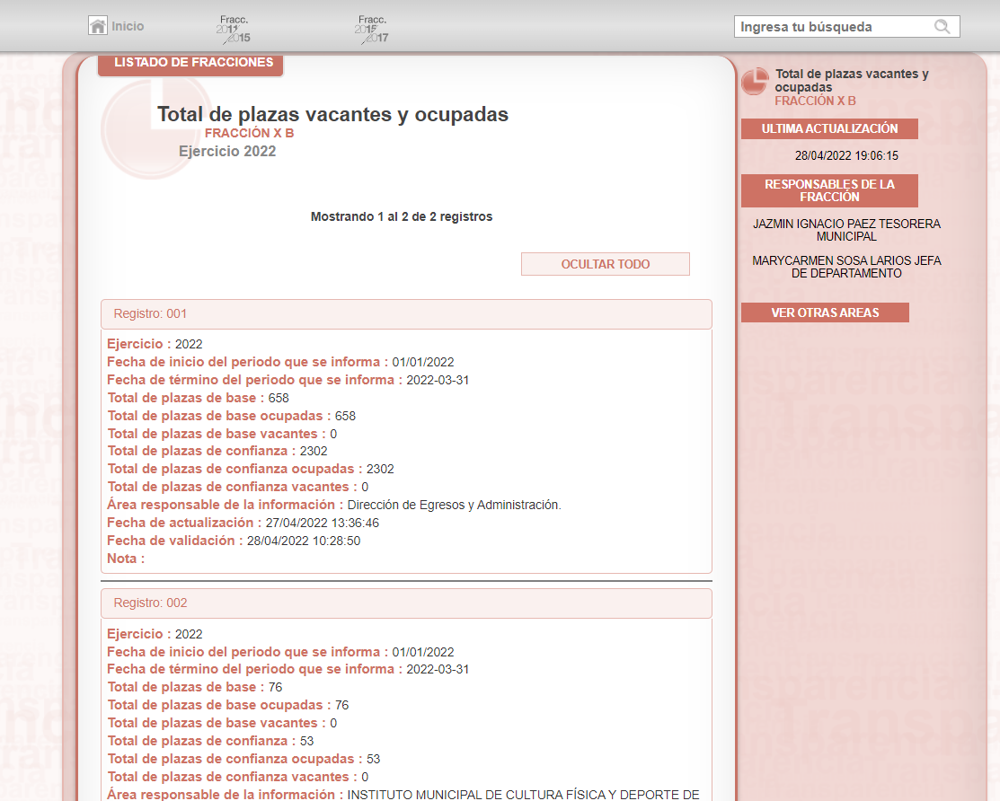 Inicio
Fracc.
2011
2015
Fracc.
2015
2017
Ingresa tu búsqueda
LISTADO DE FRACCIONES
Total de plazas vacantes y ocupadas
FRACCIÓN X B
Ejercicio 2022
Mostrando 1 al 2 de 2 registros
OCULTAR TODO
Registro: 001
Ejercicio : 2022
Fecha de inicio del periodo que se informa : 01/01/2022
Fecha de término del periodo que se informa : 2022-03-31
Total de plazas de base : 658
Total de plazas de base ocupadas : 658
Total de plazas de base vacantes : 0
Total de plazas de confianza : 2302
Total de plazas de confianza ocupadas : 2302
Total de plazas de confianza vacantes : 0
Área responsable de la información : Dirección de Egresos y Administración.
Fecha de actualización : 27/04/2022 13:36:46
Fecha de validación : 28/04/2022 10:28:50
Nota :
Registro: 002
Ejercicio : 2022
Fecha de inicio del periodo que se informa : 01/01/2022
Fecha de término del periodo que se informa : 2022-03-31
Total de plazas de base : 76
Total de plazas de base ocupadas : 76
Total de plazas de base vacantes : 0
Total de plazas de confianza : 53
Total de plazas de confianza ocupadas : 53
Total de plazas de confianza vacantes : 0
Área responsable de la información : INSTITUTO MUNICIPAL DE CULTURA FÍSICA Y DEPORTE DE
Total de plazas vacantes y
ocupadas
FRACCIÓN X B
ULTIMA ACTUALIZACIÓN
28/04/2022 19:06:15
RESPONSABLES DE LA
FRACCIÓN
JAZMIN IGNACIO PAEZ TESORERA
MUNICIPAL
MARYCARMEN SOSA LARIOS JEFA
DE DEPARTAMENTO
VER OTRAS AREAS